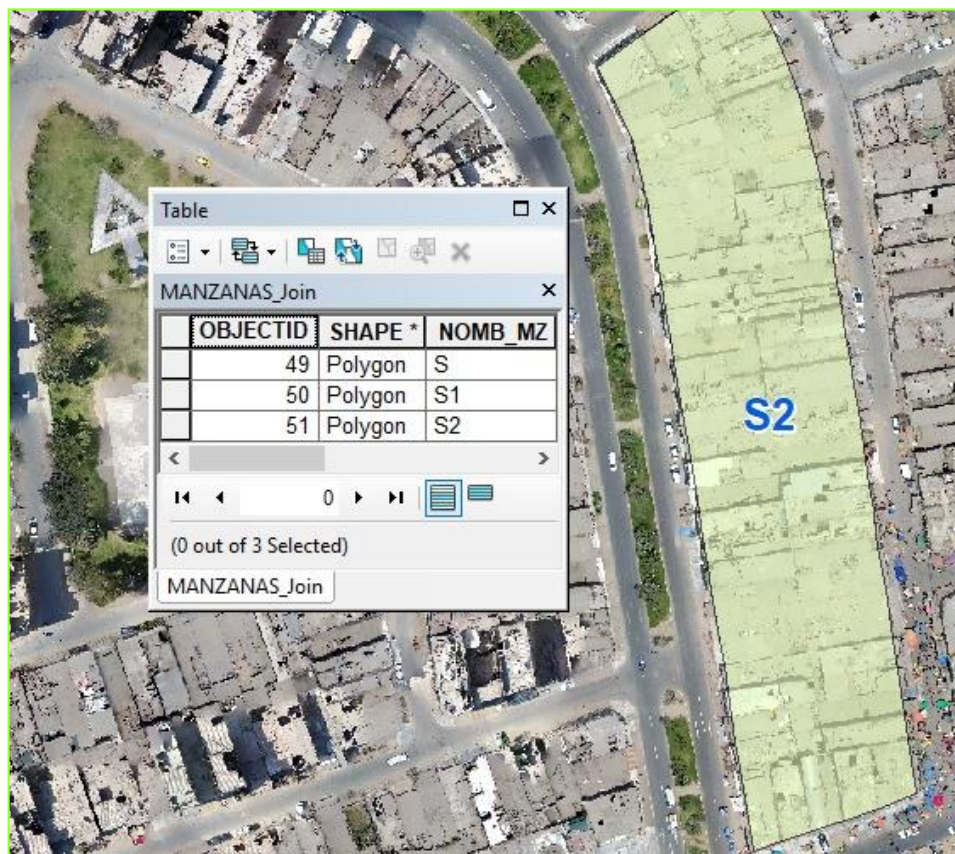 Table
MANZANAS_Join
OBJECTID SHAPE * NOMB_MZ
49 Polygon S
50 Polygon S1
51 Polygon S2
0
(0 out of 3 Selected)
MANZANAS_Join
S2